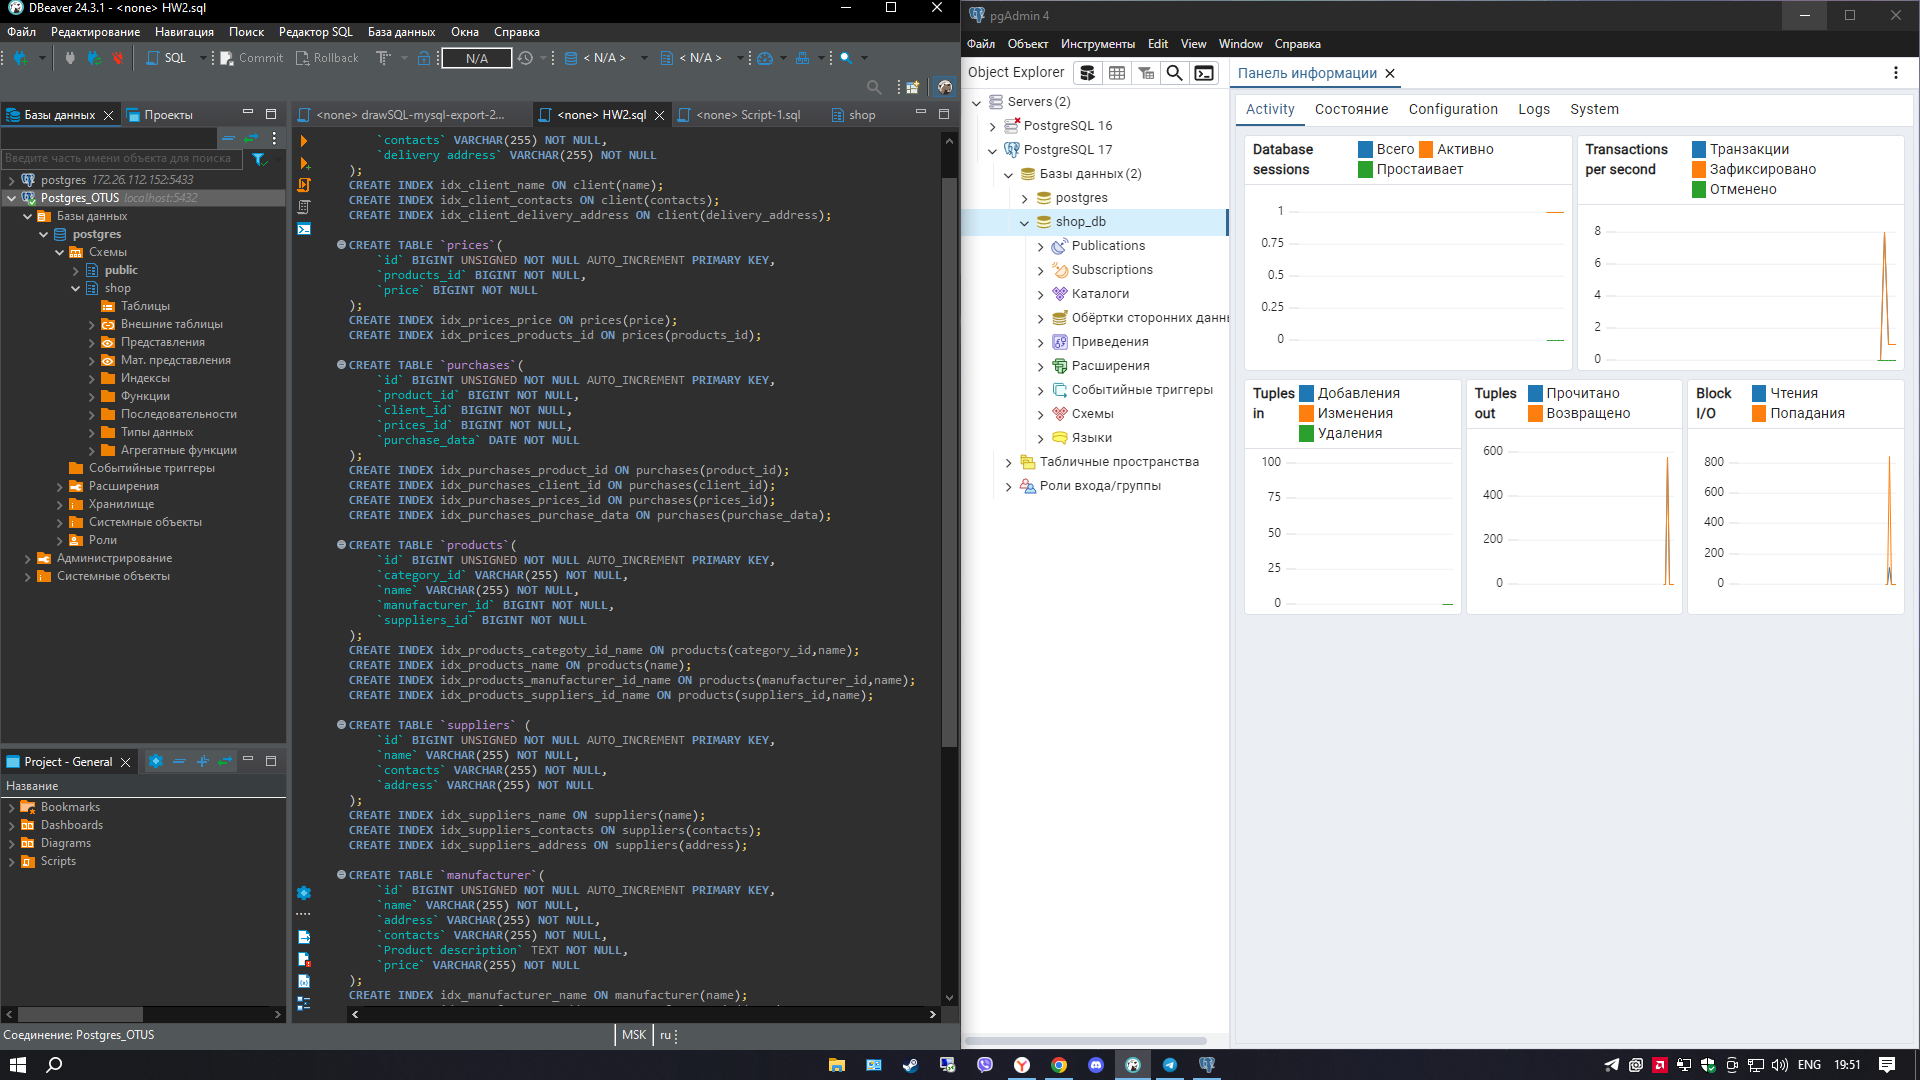 DBeaver 24.3.1 - <none> HW2.sql
Файл Редактирование Навигация Поиск Редактор SQL База данных Окна Справка
SQL Commit Rollback T N/A < N/A > < N/A >
Базы данных Проекты
Введите часть имени объекта для поиска
postgres 172.26.112.152:5433
Postgres_OTUS localhost:5432
Базы данных
postgres
Схемы
public
shop
Таблицы
Внешние таблицы
Представления
Мат. представления
Индексы
Функции
Последовательности
Типы данных
Агрегатные функции
Событийные триггеры
Расширения
Хранилище
Системные объекты
Роли
Администрирование
Системные объекты
Project - General
Название
Bookmarks
Dashboards
Diagrams
Scripts
<none> drawSQL-mysql-export-2... <none> HW2.sql <none> Script-1.sql shop
`contacts` VARCHAR(255) NOT NULL,
`delivery address` VARCHAR(255) NOT NULL
);
CREATE INDEX idx_client_name ON client(name);
CREATE INDEX idx_client_contacts ON client(contacts);
CREATE INDEX idx_client_delivery_address ON client(delivery_address);
CREATE TABLE `prices`(
`id` BIGINT UNSIGNED NOT NULL AUTO_INCREMENT PRIMARY KEY,
`products_id` BIGINT NOT NULL,
`price` BIGINT NOT NULL
);
CREATE INDEX idx_prices_price ON prices(price);
CREATE INDEX idx_prices_products_id ON prices(products_id);
CREATE TABLE `purchases`(
`id` BIGINT UNSIGNED NOT NULL AUTO_INCREMENT PRIMARY KEY,
`product_id` BIGINT NOT NULL,
`client_id` BIGINT NOT NULL,
`prices_id` BIGINT NOT NULL,
`purchase_data` DATE NOT NULL
);
CREATE INDEX idx_purchases_product_id ON purchases(product_id);
CREATE INDEX idx_purchases_client_id ON purchases(client_id);
CREATE INDEX idx_purchases_prices_id ON purchases(prices_id);
CREATE INDEX idx_purchases_purchase_data ON purchases(purchase_data);
CREATE TABLE `products`(
`id` BIGINT UNSIGNED NOT NULL AUTO_INCREMENT PRIMARY KEY,
`category_id` VARCHAR(255) NOT NULL,
`name` VARCHAR(255) NOT NULL,
`manufacturer_id` BIGINT NOT NULL,
`suppliers_id` BIGINT NOT NULL
);
CREATE INDEX idx_products_categoty_id_name ON products(category_id,name);
CREATE INDEX idx_products_name ON products(name);
CREATE INDEX idx_products_manufacturer_id_name ON products(manufacturer_id,name);
CREATE INDEX idx_products_suppliers_id_name ON products(suppliers_id,name);
CREATE TABLE `suppliers` (
`id` BIGINT UNSIGNED NOT NULL AUTO_INCREMENT PRIMARY KEY,
`name` VARCHAR(255) NOT NULL,
`contacts` VARCHAR(255) NOT NULL,
`address` VARCHAR(255) NOT NULL
);
CREATE INDEX idx_suppliers_name ON suppliers(name);
CREATE INDEX idx_suppliers_contacts ON suppliers(contacts);
CREATE INDEX idx_suppliers_address ON suppliers(address);
CREATE TABLE `manufacturer`(
`id` BIGINT UNSIGNED NOT NULL AUTO_INCREMENT PRIMARY KEY,
`name` VARCHAR(255) NOT NULL,
`address` VARCHAR(255) NOT NULL,
`contacts` VARCHAR(255) NOT NULL,
`Product description` TEXT NOT NULL,
`price` VARCHAR(255) NOT NULL
);
CREATE INDEX idx_manufacturer_name ON manufacturer(name);
Соединение: Postgres_OTUS MSK ru
pgAdmin 4
Файл Объект Инструменты Edit View Window Справка
Object Explorer
Servers (2)
PostgreSQL 16
PostgreSQL 17
Базы данных (2)
postgres
shop_db
Publications
Subscriptions
Каталоги
Обёртки сторонних данн
Приведения
Расширения
Событийные триггеры
Схемы
Языки
Табличные пространства
Роли входа/группы
Панель информации
Activity Состояние Configuration Logs System
Database sessions
Всего Активно
Простаивает
1
0.75
0.5
0.25
0
Transactions per second
Транзакции
Зафиксировано
Отменено
8
6
4
2
0
Tuples in
Добавления
Изменения
Удаления
100
75
50
25
0
Tuples out
Прочитано
Возвращено
600
400
200
0
Block I/O
Чтения
Попадания
800
600
400
200
0
ENG 19:51